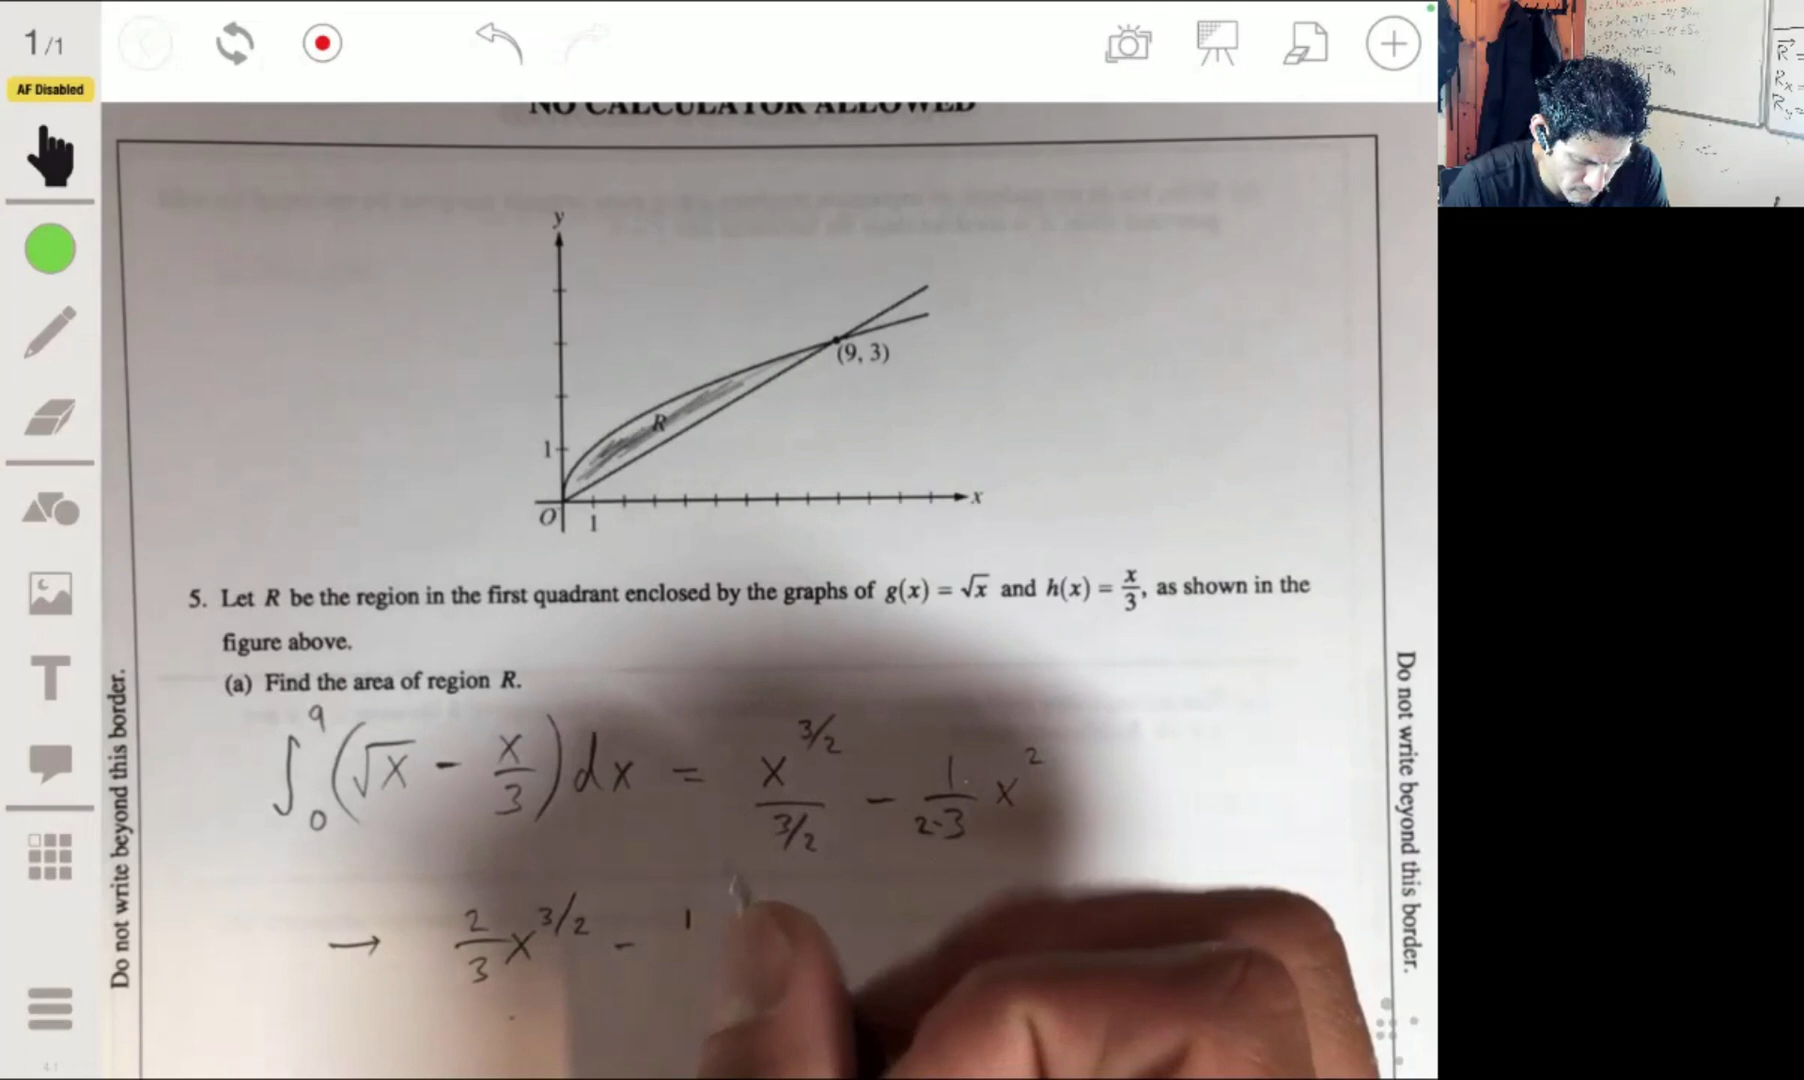 1/1
AF Disabled
NO CALCULATOR ALLOWED
y
(9, 3)
R
1
x
O
1
5. Let R be the region in the first quadrant enclosed by the graphs of g(x) = √x and h(x) = x/3, as shown in the
figure above.
(a) Find the area of region R.
∫₀⁹ (√x - x/3) dx = x^(3/2)/(3/2) - 1/(2·3) x²
→ 2/3 x^(3/2) - 1
Do not write beyond this border.
Do not write beyond this border.
T
4.1
R =
Rx =